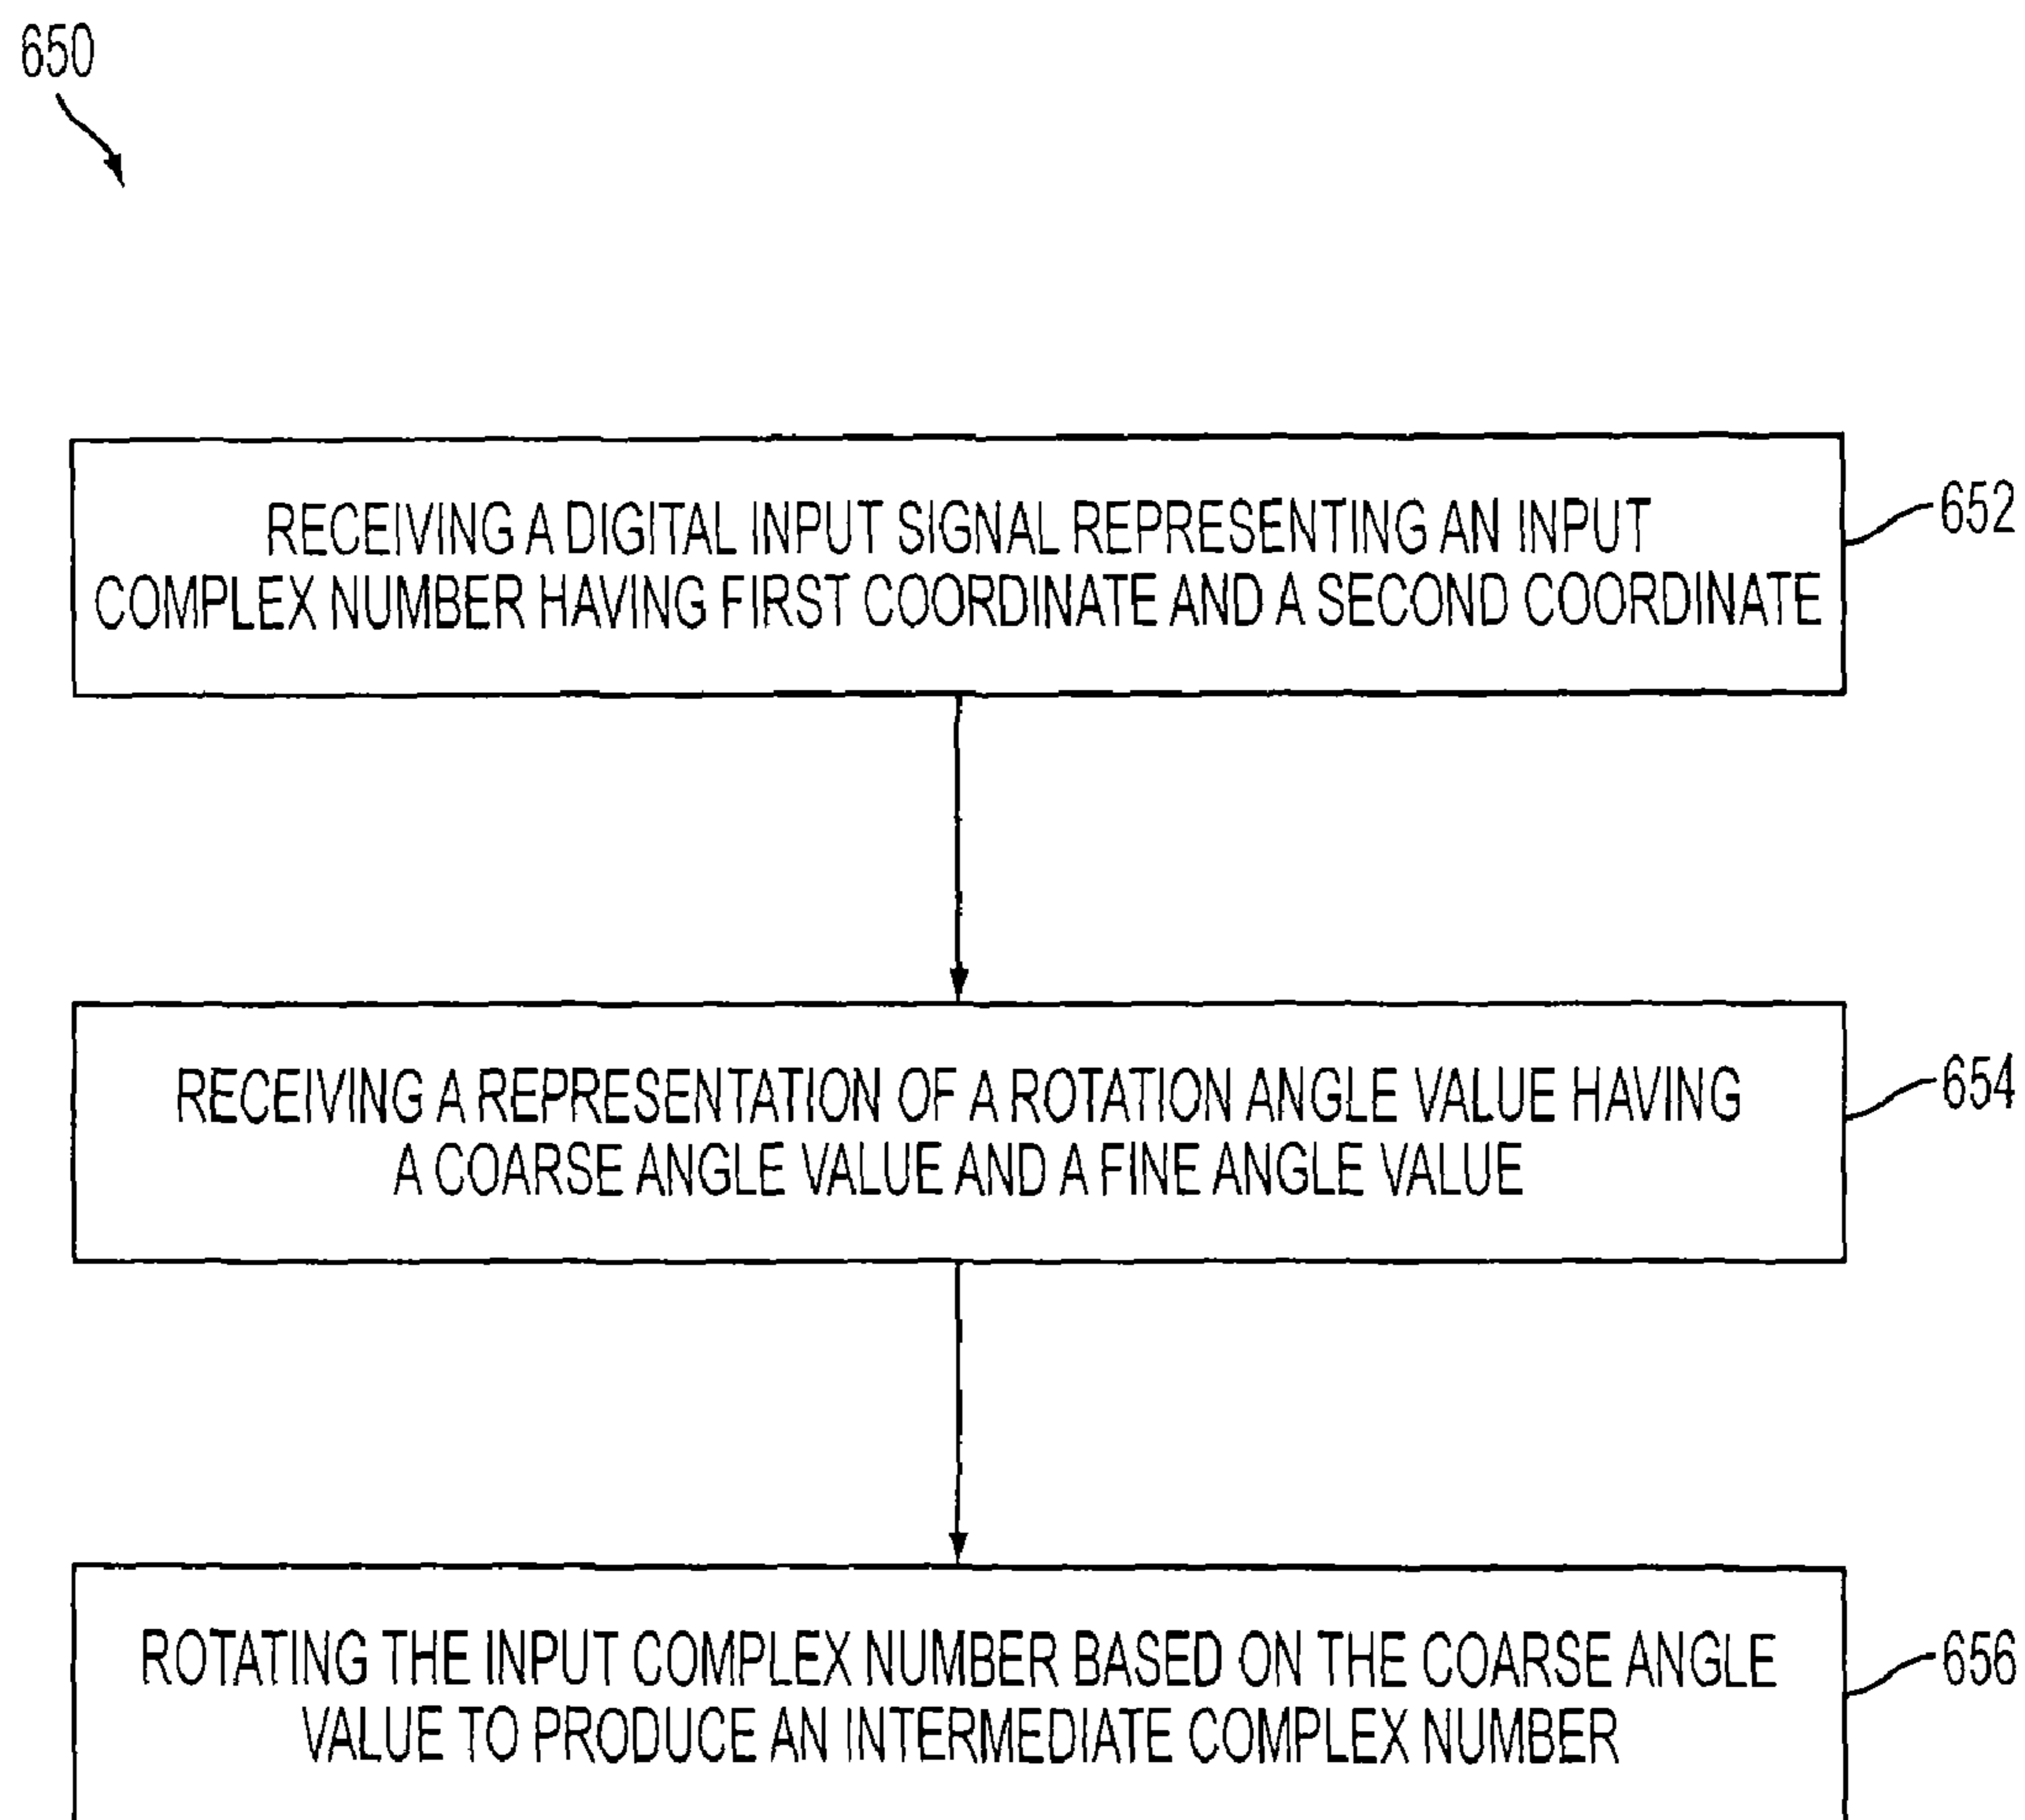 650
RECEIVING A DIGITAL INPUT SIGNAL REPRESENTING AN INPUT
COMPLEX NUMBER HAVING FIRST COORDINATE AND A SECOND COORDINATE
652
RECEIVING A REPRESENTATION OF A ROTATION ANGLE VALUE HAVING
A COARSE ANGLE VALUE AND A FINE ANGLE VALUE
654
ROTATING THE INPUT COMPLEX NUMBER BASED ON THE COARSE ANGLE
VALUE TO PRODUCE AN INTERMEDIATE COMPLEX NUMBER
656